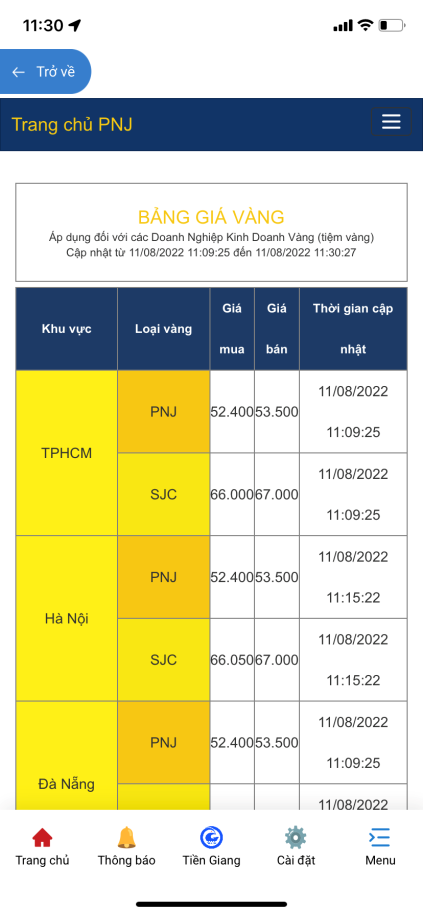 11:30
Trở về
Trang chủ PNJ
BẢNG GIÁ VÀNG
Áp dụng đối với các Doanh Nghiệp Kinh Doanh Vàng (tiệm vàng)
Cập nhật từ 11/08/2022 11:09:25 đến 11/08/2022 11:30:27
Khu vực Loại vàng Giá mua Giá bán Thời gian cập nhật
TPHCM PNJ 52.400 53.500 11/08/2022 11:09:25
SJC 66.000 67.000 11/08/2022 11:09:25
Hà Nội PNJ 52.400 53.500 11/08/2022 11:15:22
SJC 66.050 67.000 11/08/2022 11:15:22
Đà Nẵng PNJ 52.400 53.500 11/08/2022 11:09:25
11/08/2022
Trang chủ Thông báo Tiền Giang Cài đặt Menu